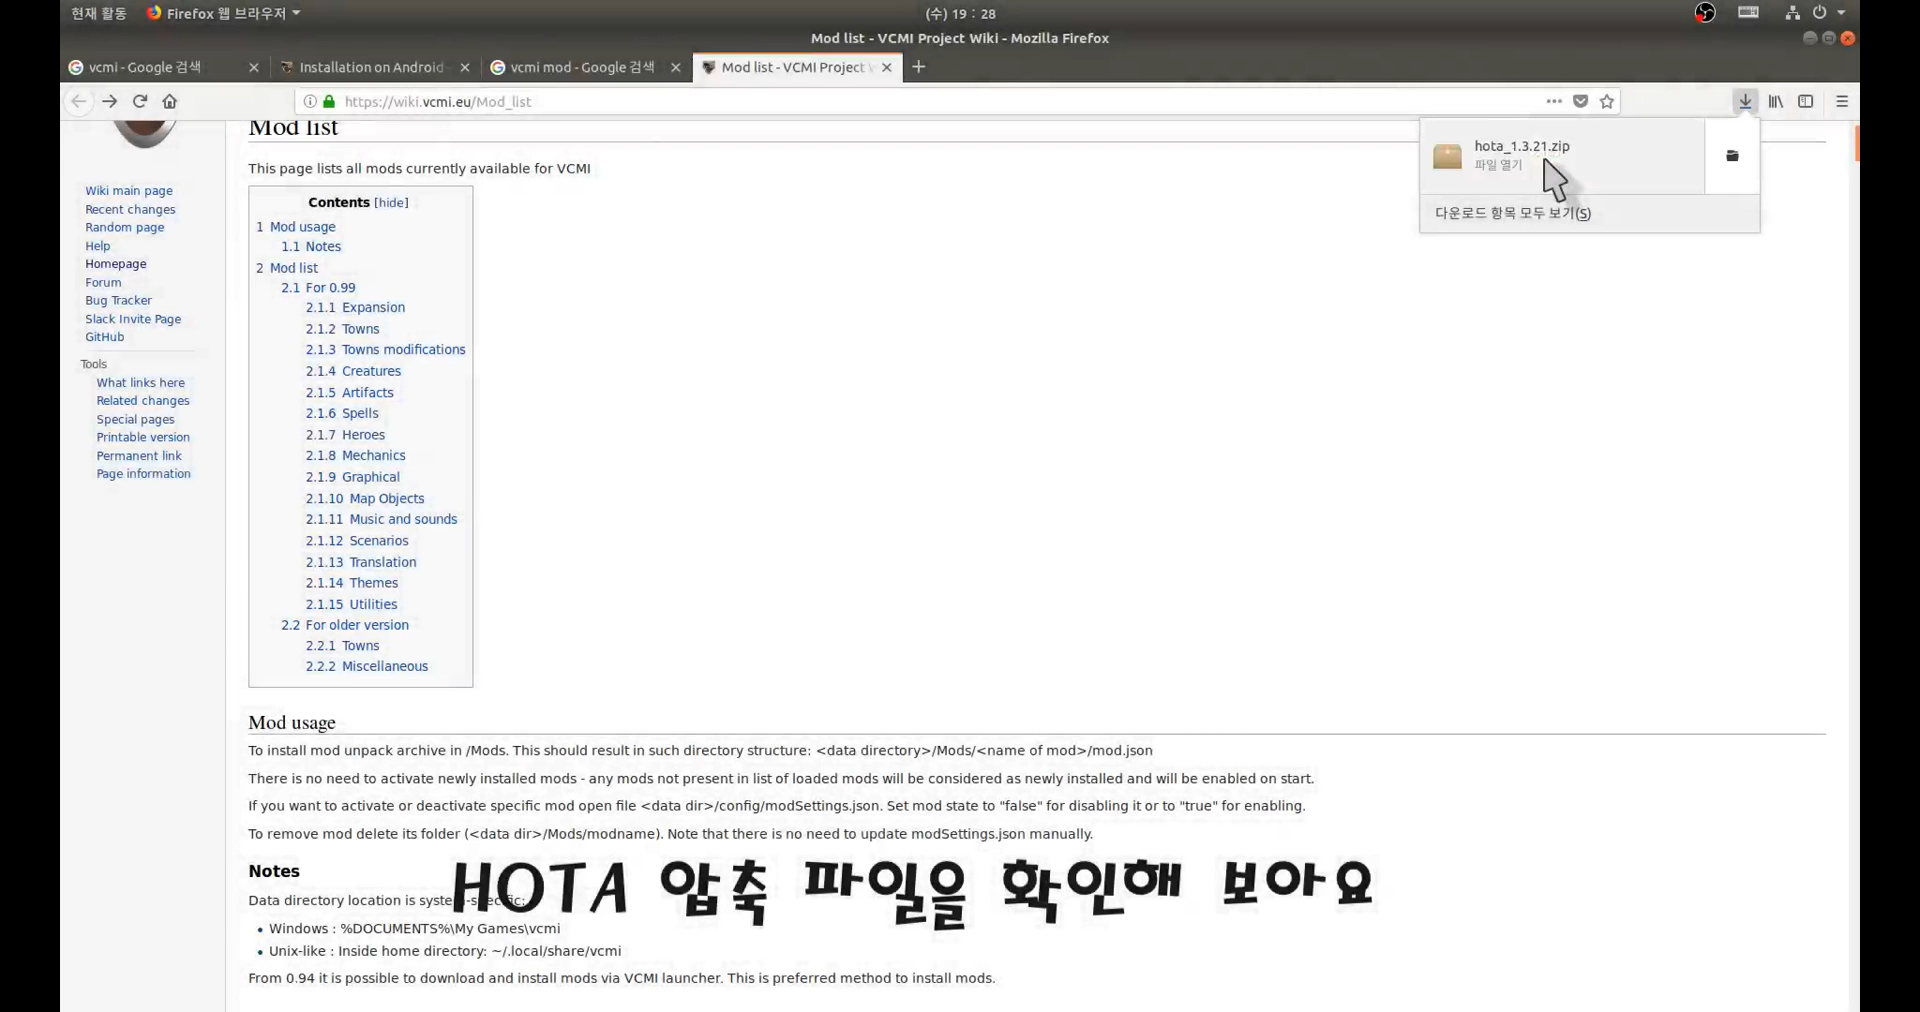 현재 활동
Firefox 웹 브라우저
(수) 19 : 28
Mod list - VCMI Project Wiki - Mozilla Firefox
vcmi - Google 검색
Installation on Android
vcmi mod - Google 검색
Mod list - VCMI Project W
https://wiki.vcmi.eu/Mod_list
hota_1.3.21.zip
파일 열기
다운로드 항목 모두 보기(S)
Wiki main page
Recent changes
Random page
Help
Homepage
Forum
Bug Tracker
Slack Invite Page
GitHub
Tools
What links here
Related changes
Special pages
Printable version
Permanent link
Page information
Mod list
This page lists all mods currently available for VCMI
Contents [hide]
1 Mod usage
1.1 Notes
2 Mod list
2.1 For 0.99
2.1.1 Expansion
2.1.2 Towns
2.1.3 Towns modifications
2.1.4 Creatures
2.1.5 Artifacts
2.1.6 Spells
2.1.7 Heroes
2.1.8 Mechanics
2.1.9 Graphical
2.1.10 Map Objects
2.1.11 Music and sounds
2.1.12 Scenarios
2.1.13 Translation
2.1.14 Themes
2.1.15 Utilities
2.2 For older version
2.2.1 Towns
2.2.2 Miscellaneous
Mod usage
To install mod unpack archive in /Mods. This should result in such directory structure: <data directory>/Mods/<name of mod>/mod.json
There is no need to activate newly installed mods - any mods not present in list of loaded mods will be considered as newly installed and will be enabled on start.
If you want to activate or deactivate specific mod open file <data dir>/config/modSettings.json. Set mod state to "false" for disabling it or to "true" for enabling.
To remove mod delete its folder (<data dir>/Mods/modname). Note that there is no need to update modSettings.json manually.
Notes
HOTA 압축 파일을 확인해 보아요
Data directory location is system-specific:
Windows : %DOCUMENTS%\My Games\vcmi
Unix-like : Inside home directory: ~/.local/share/vcmi
From 0.94 it is possible to download and install mods via VCMI launcher. This is preferred method to install mods.